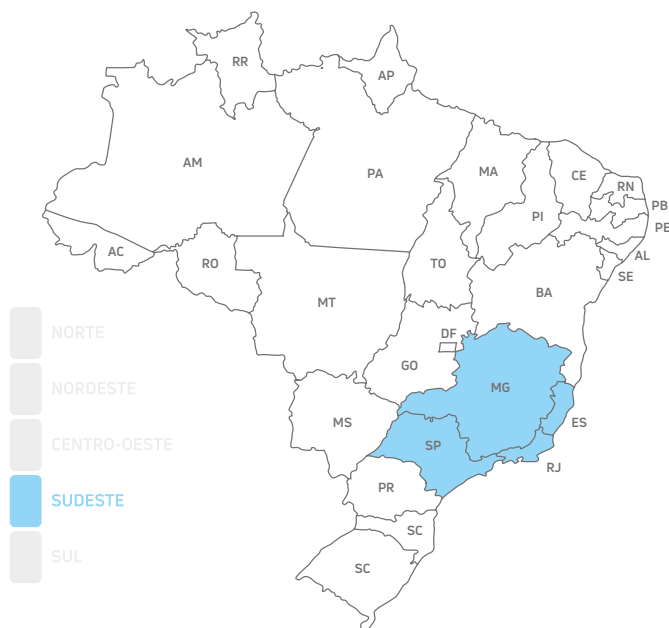 RR
AP
AM
PA
MA
CE
RN
PB
PI
PE
AC
RO
TO
AL
SE
MT
BA
NORTE
DF
GO
NORDESTE
MG
MS
ES
CENTRO-OESTE
SP
RJ
PR
SUDESTE
SC
SUL
SC